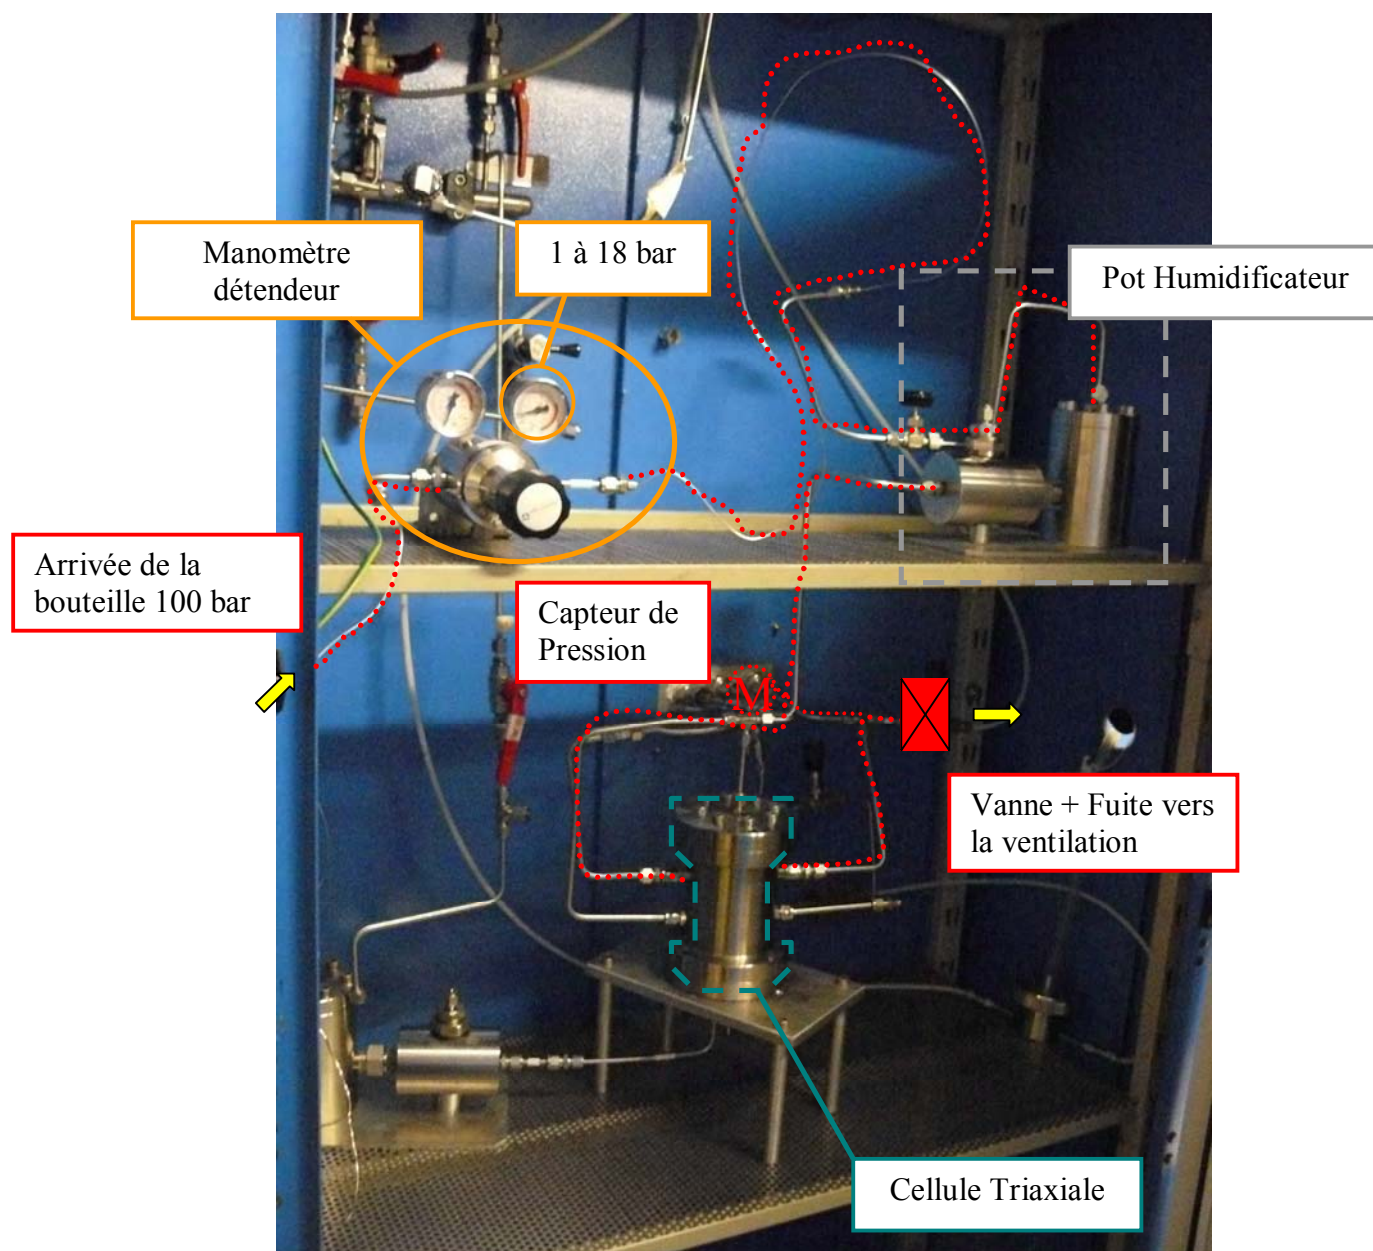 Manomètre
détendeur
1 à 18 bar
Pot Humidificateur
Arrivée de la
bouteille 100 bar
Capteur de
Pression
M
Vanne + Fuite vers
la ventilation
Cellule Triaxiale